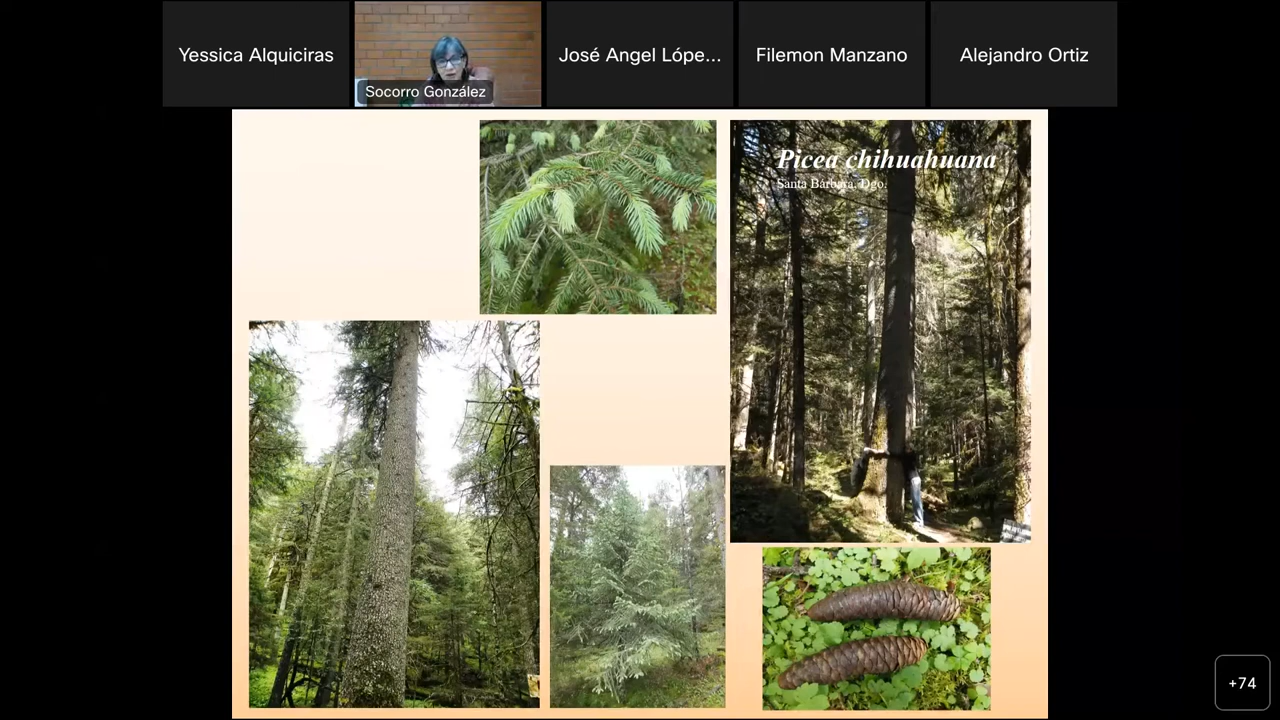 Yessica Alquiciras
Socorro González
José Angel Lópe...
Filemon Manzano
Alejandro Ortiz
Picea chihuahuana
Santa Bárbara, Dgo.
+74